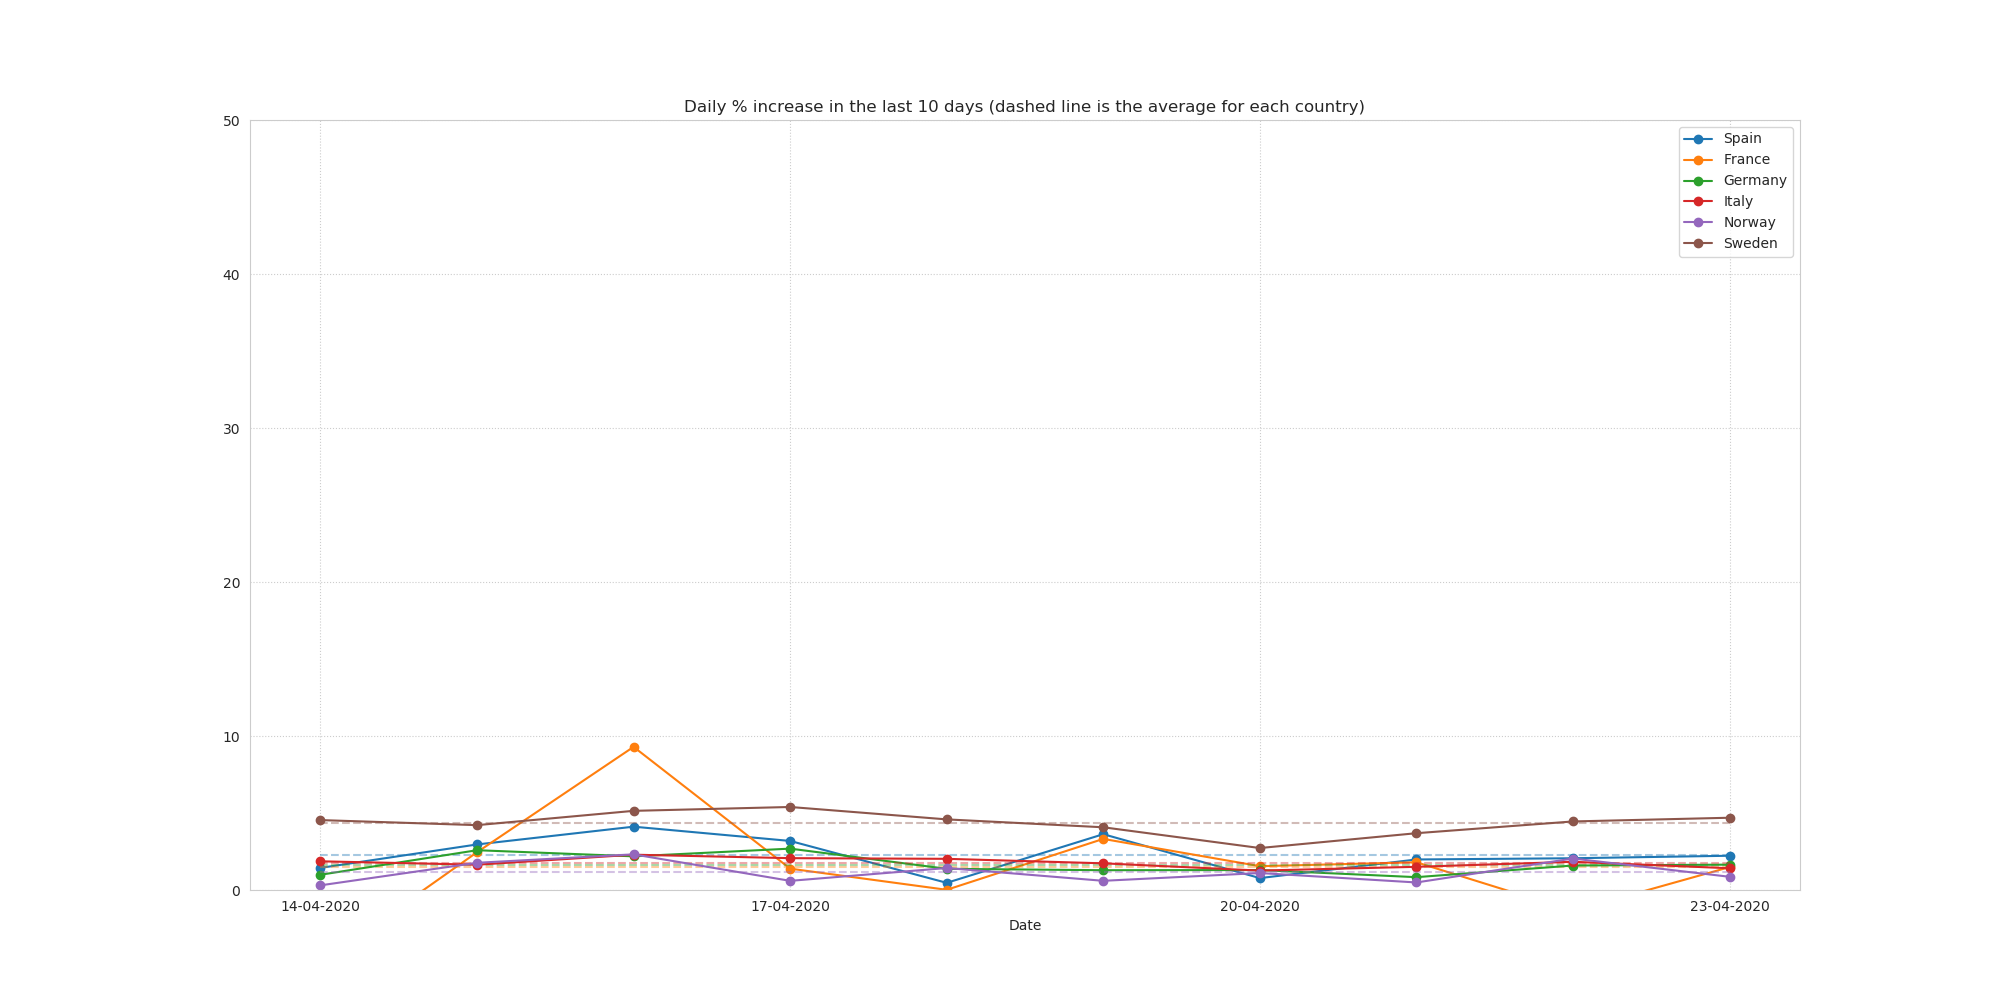 Daily % increase in the last 10 days (dashed line is the average for each country)
50
40
30
20
10
0
Spain
France
Germany
Italy
Norway
Sweden
14-04-2020
17-04-2020
20-04-2020
23-04-2020
Date